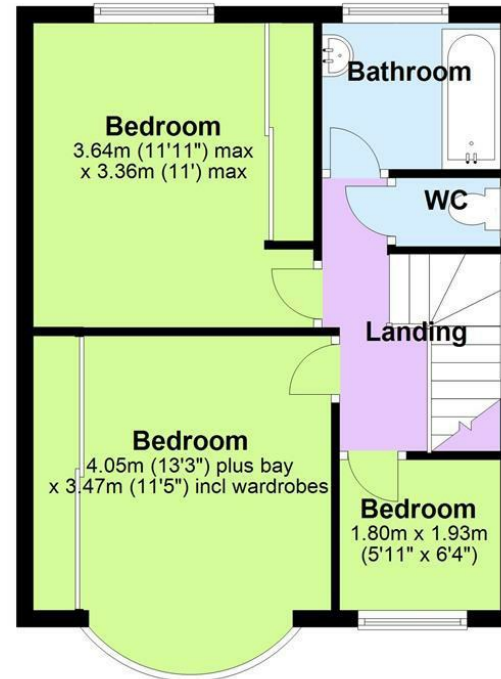 Bathroom
Bedroom
3.64m (11'11") max
x 3.36m (11') max
WC
Landing
Bedroom
4.05m (13'3") plus bay
x 3.47m (11'5") incl wardrobes
Bedroom
1.80m x 1.93m
(5'11" x 6'4")